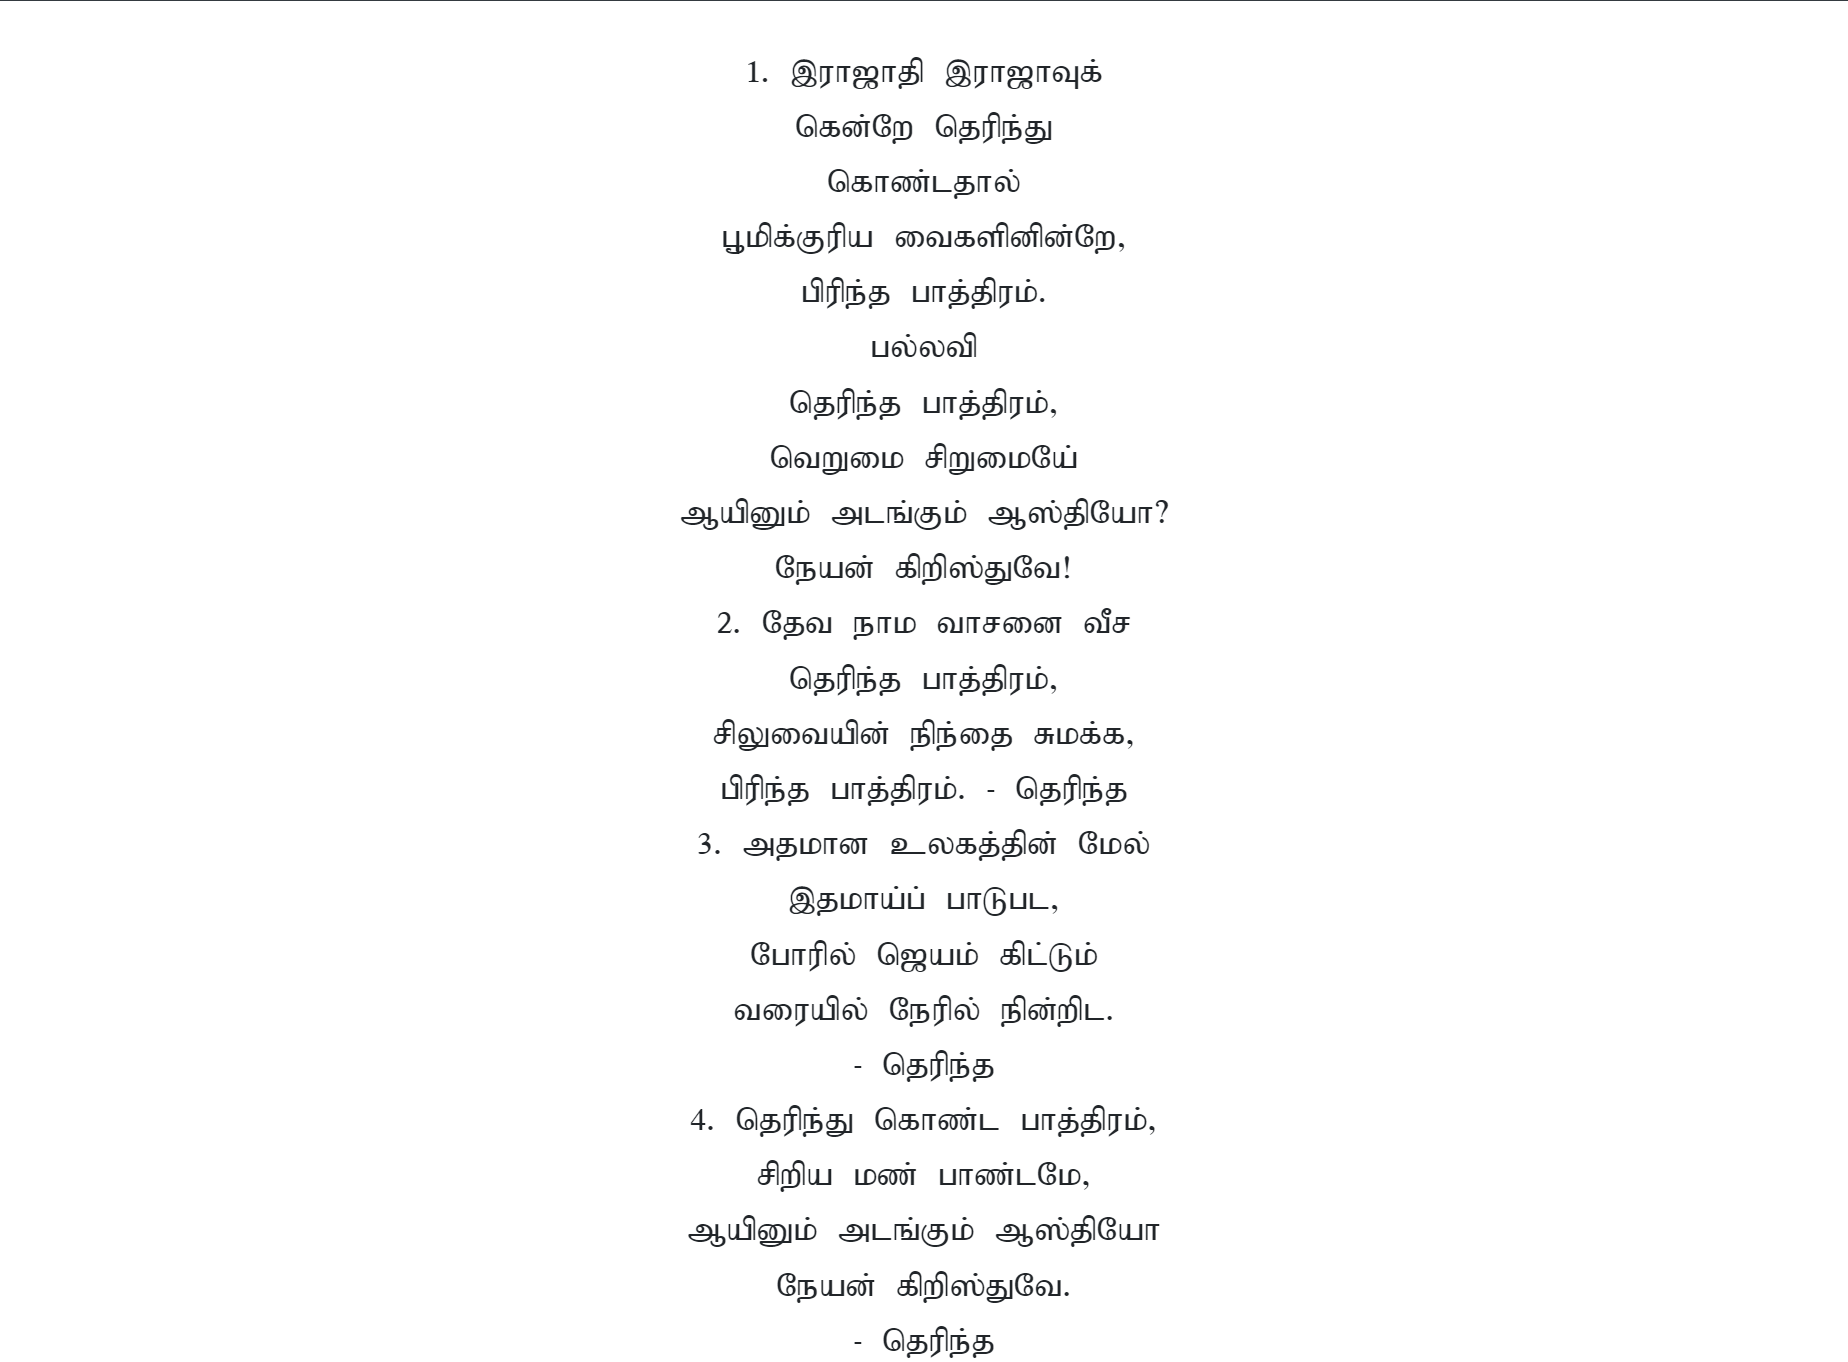 1. இராஜாதி இராஜாவுக்
கென்றே தெரிந்து
கொண்டதால்
பூமிக்குரிய வைகளினின்றே,
பிரிந்த பாத்திரம்.
பல்லவி
தெரிந்த பாத்திரம்,
வெறுமை சிறுமையே்
ஆயினும் அடங்கும் ஆஸ்தியோ?
நேயன் கிறிஸ்துவே!
2. தேவ நாம வாசனை வீச
தெரிந்த பாத்திரம்,
சிலுவையின் நிந்தை சுமக்க,
பிரிந்த பாத்திரம். - தெரிந்த
3. அதமான உலகத்தின் மேல்
இதமாய்ப் பாடுபட,
போரில் ஜெயம் கிட்டும்
வரையில் நேரில் நின்றிட.
- தெரிந்த
4. தெரிந்து கொண்ட பாத்திரம்,
சிறிய மண் பாண்டமே,
ஆயினும் அடங்கும் ஆஸ்தியோ
நேயன் கிறிஸ்துவே.
- தெரிந்த